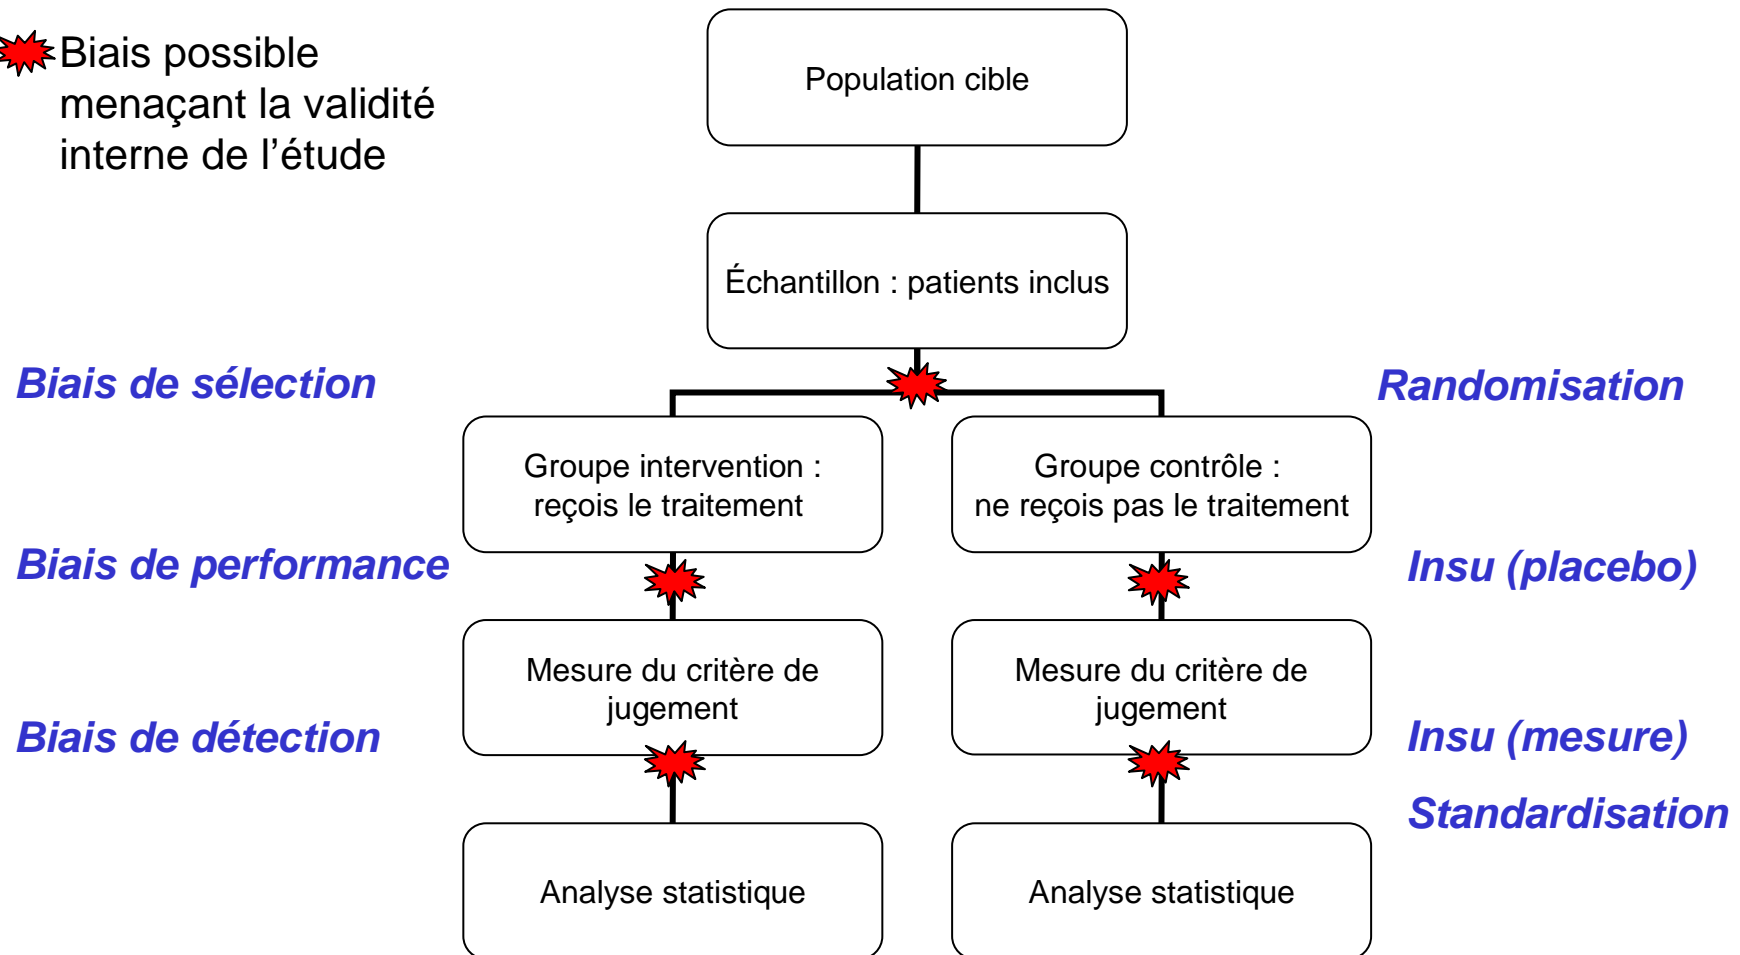 Biais possible
menaçant la validité
interne de l'étude
Population cible
Échantillon : patients inclus
Biais de sélection
Randomisation
Groupe intervention :
reçois le traitement
Groupe contrôle :
ne reçois pas le traitement
Biais de performance
Insu (placebo)
Mesure du critère de
jugement
Mesure du critère de
jugement
Biais de détection
Insu (mesure)
Standardisation
Analyse statistique
Analyse statistique